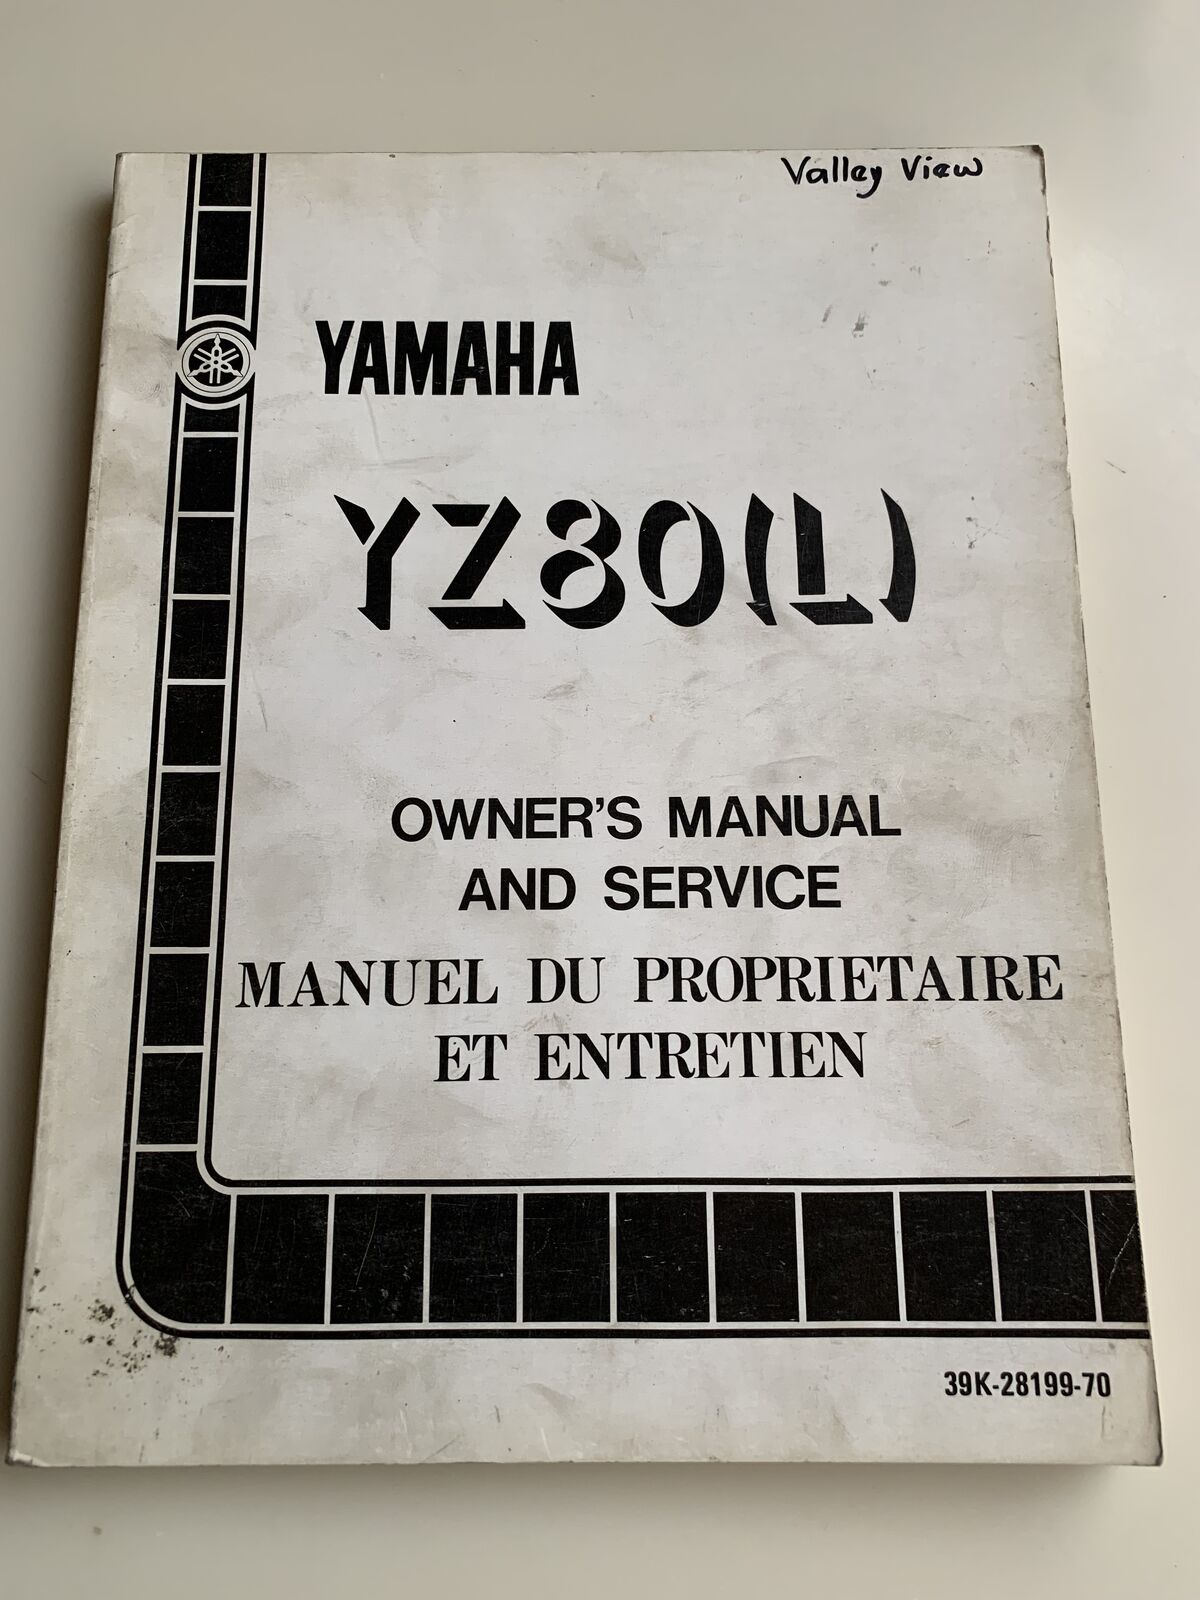 Valley View
YAMAHA
YZ80(L)
OWNER'S MANUAL
AND SERVICE
MANUEL DU PROPRIETAIRE
ET ENTRETIEN
39K-28199-70